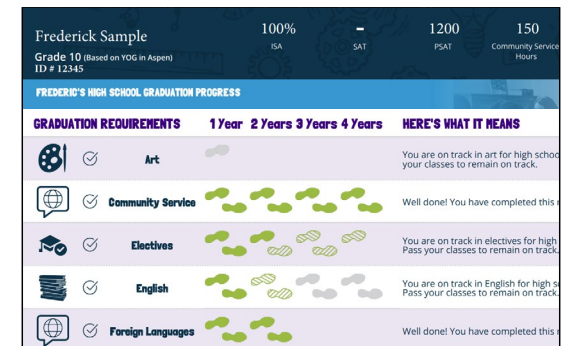 Frederick Sample
Grade 10 (Based on YOG in Aspen)
ID # 12345
100%
ISA
-
SAT
1200
PSAT
150
Community Service
Hours
FREDERIC'S HIGH SCHOOL GRADUATION PROGRESS
GRADUATION REQUIREMENTS 1 Year 2 Years 3 Years 4 Years HERE'S WHAT IT MEANS
Art
You are on track in art for high
your classes to remain on track.
Community Service
Well done! You have completed this
Electives
You are on track in electives for high
Pass your classes to remain on track.
English
You are on track in English for high
Pass your classes to remain on track.
Foreign Languages
Well done! You have completed this